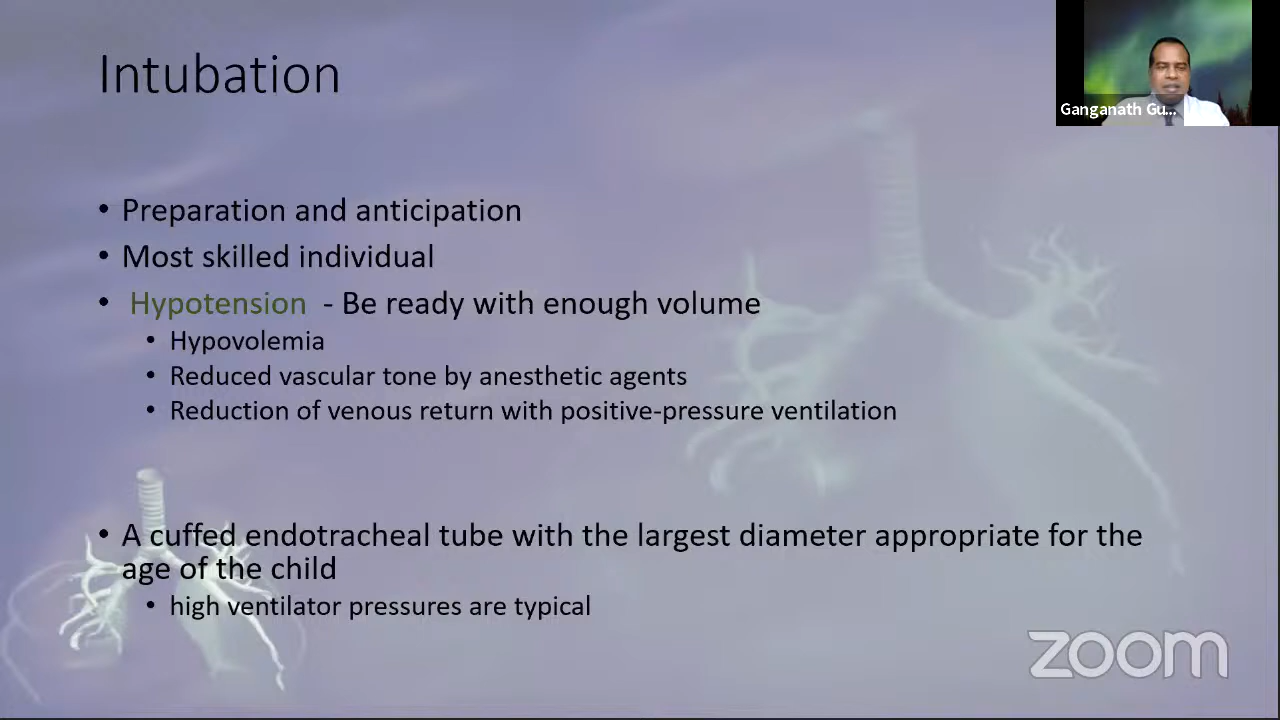 Intubation
Ganganath Gu...
• Preparation and anticipation
• Most skilled individual
• Hypotension - Be ready with enough volume
• Hypovolemia
• Reduced vascular tone by anesthetic agents
• Reduction of venous return with positive-pressure ventilation
• A cuffed endotracheal tube with the largest diameter appropriate for the
age of the child
• high ventilator pressures are typical
zoom